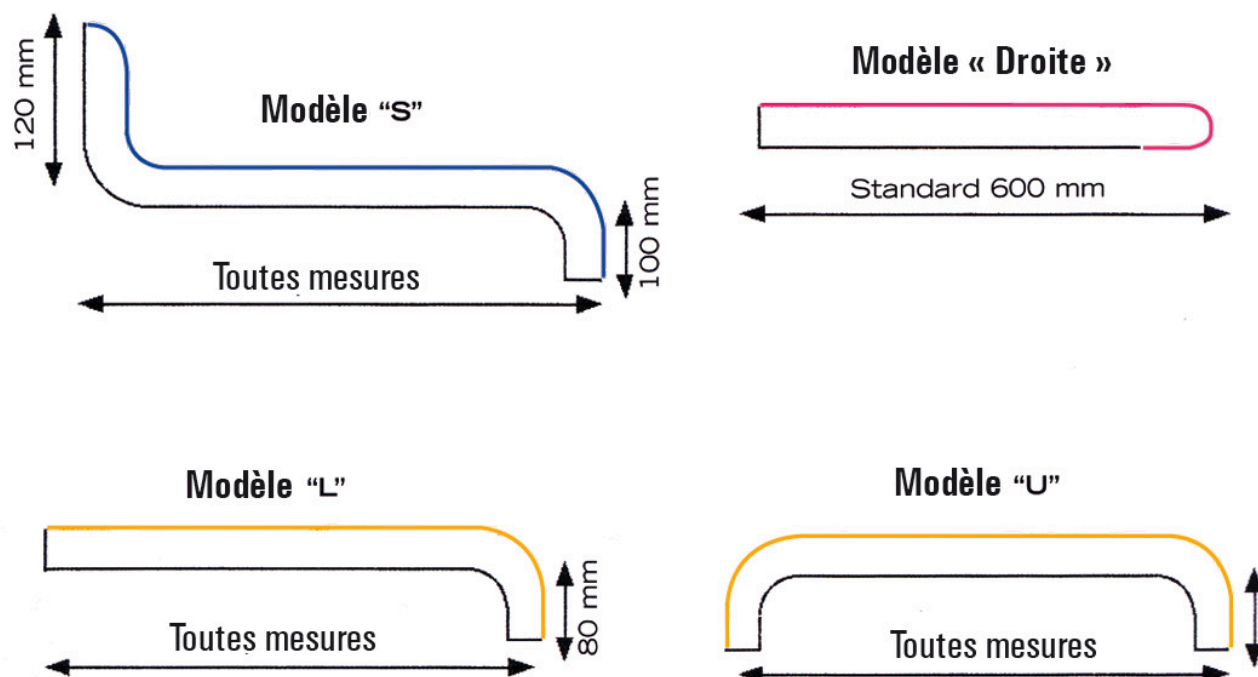 Modèle “S”
120 mm
100 mm
Toutes mesures
Modèle « Droite »
Standard 600 mm
Modèle “L”
80 mm
Toutes mesures
Modèle “U”
Toutes mesures